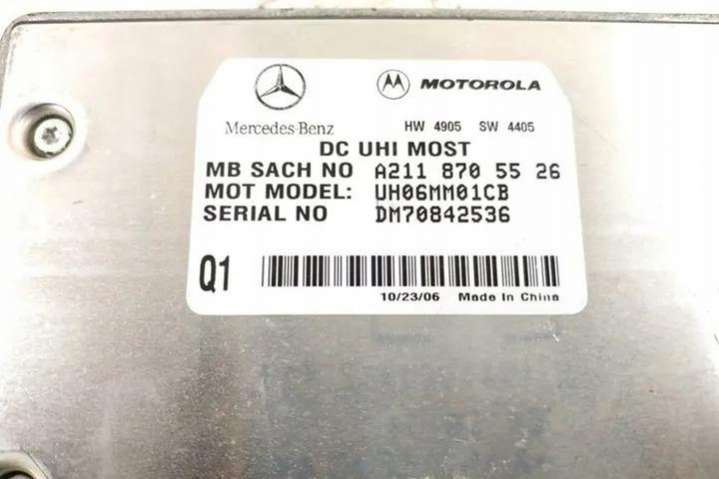 MOTOROLA
Mercedes-Benz HW 4905 SW 4405
DC UHI MOST
MB SACH NO A211 870 55 26
MOT MODEL: UH06MM01CB
SERIAL NO DM70842536
Q1
10/23/06 Made In China